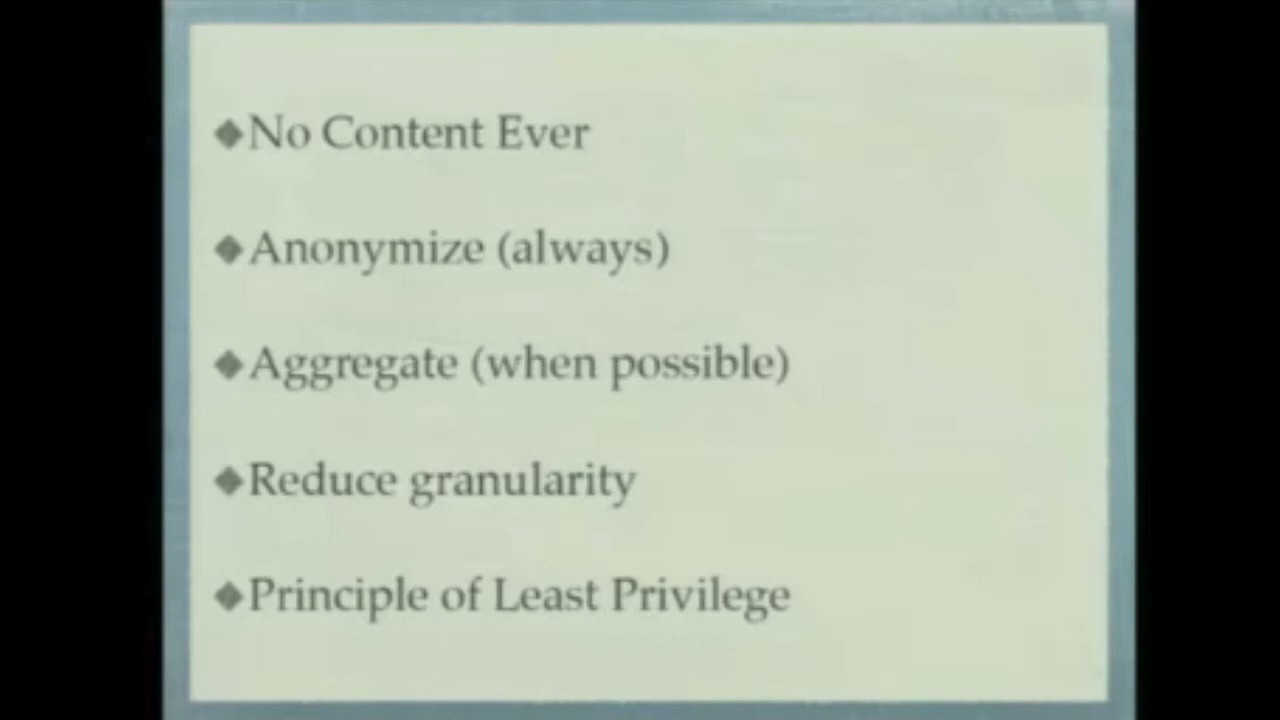 ◆No Content Ever
◆Anonymize (always)
◆Aggregate (when possible)
◆Reduce granularity
◆Principle of Least Privilege